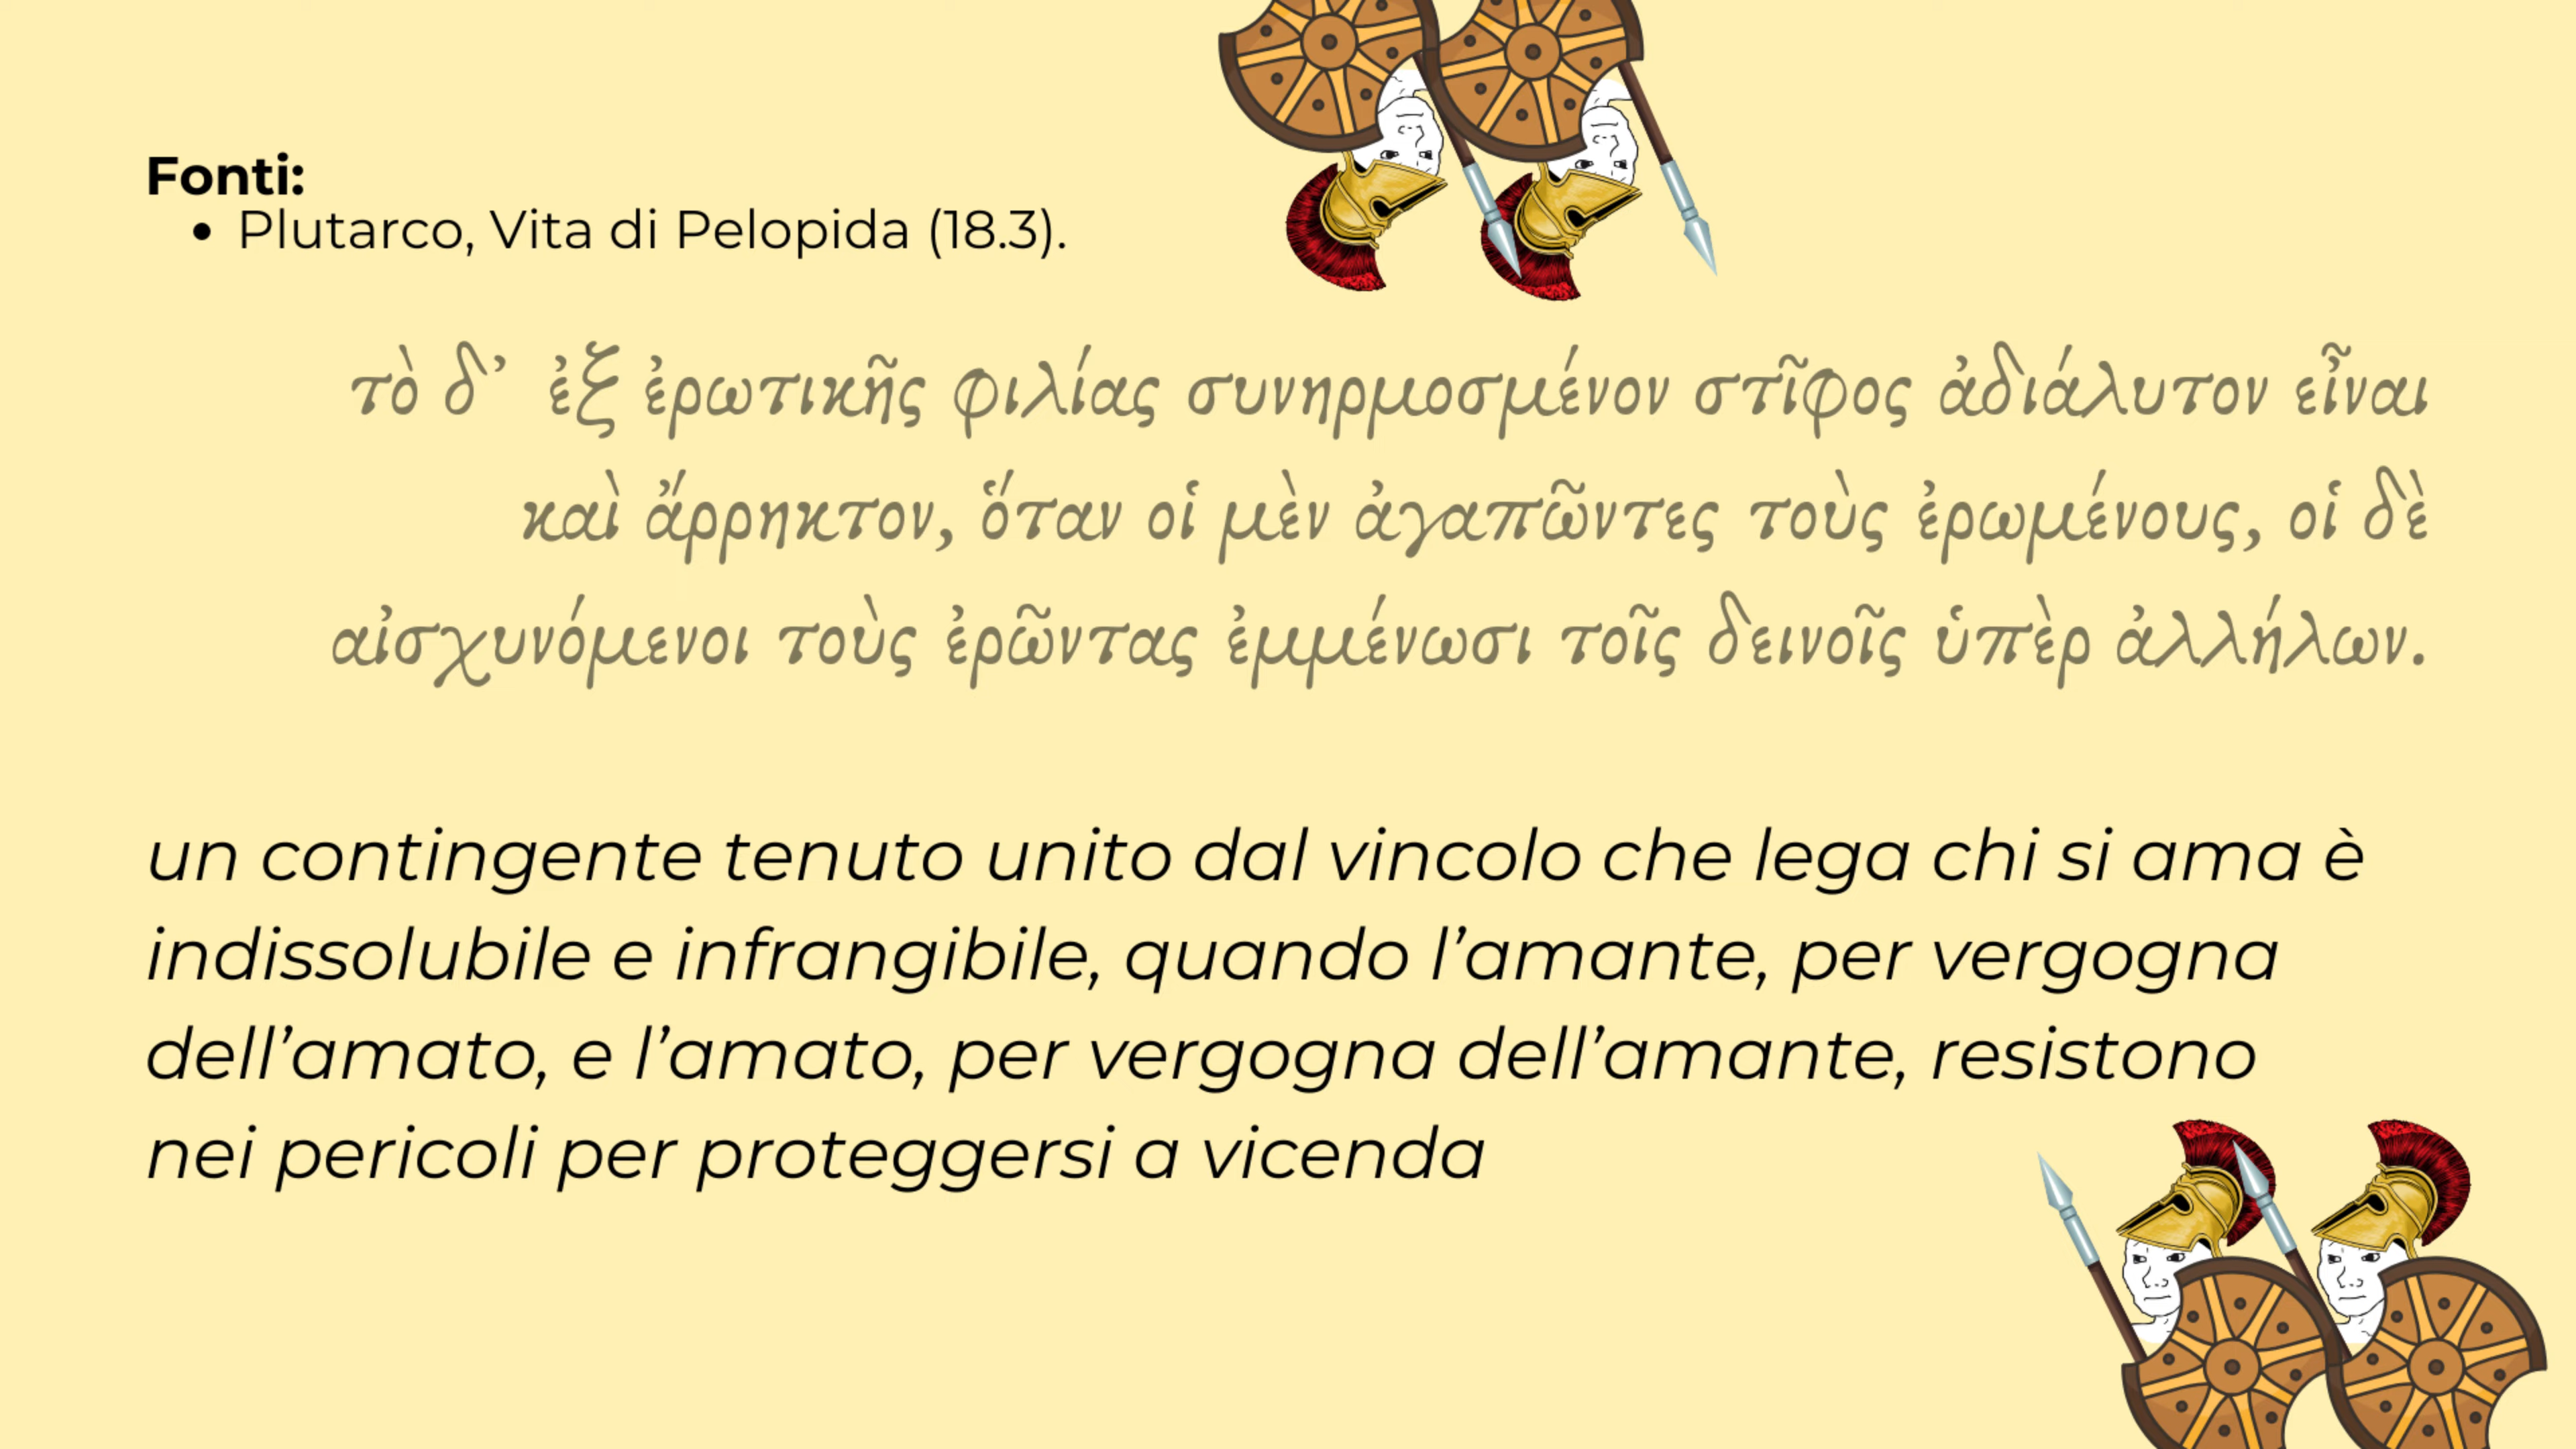 Fonti:
• Plutarco, Vita di Pelopida (18.3).
τὸ δ’ ἐξ ἐρωτικῆς φιλίας συνηρμοσμένον στῖφος ἀδιάλυτον εἶναι
καὶ ἄρρηκτον, ὅταν οἱ μὲν ἀγαπῶντες τοὺς ἐρωμένους, οἱ δὲ
αἰσχυνόμενοι τοὺς ἐρῶντας ἐμμένωσι τοῖς δεινοῖς ὑπὲρ ἀλλήλων.
un contingente tenuto unito dal vincolo che lega chi si ama è
indissolubile e infrangibile, quando l’amante, per vergogna
dell’amato, e l’amato, per vergogna dell’amante, resistono
nei pericoli per proteggersi a vicenda